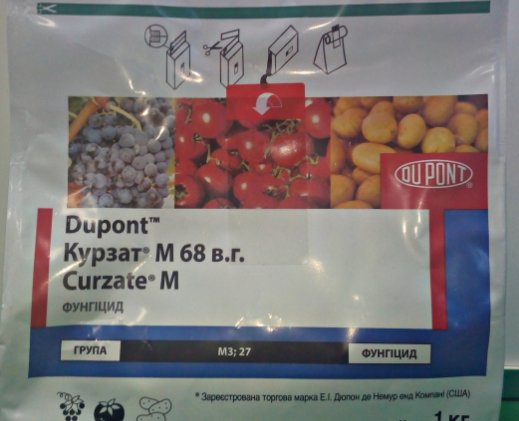 DU PONT
Dupont™
Курзат® М 68 в.г.
Curzate® M
ФУНГІЦИД
ГРУПА М3; 27 ФУНГІЦИД
* Зареєстрована торгова марка Е.І. Дюпон де Немур енд Компані (США)
1 кг